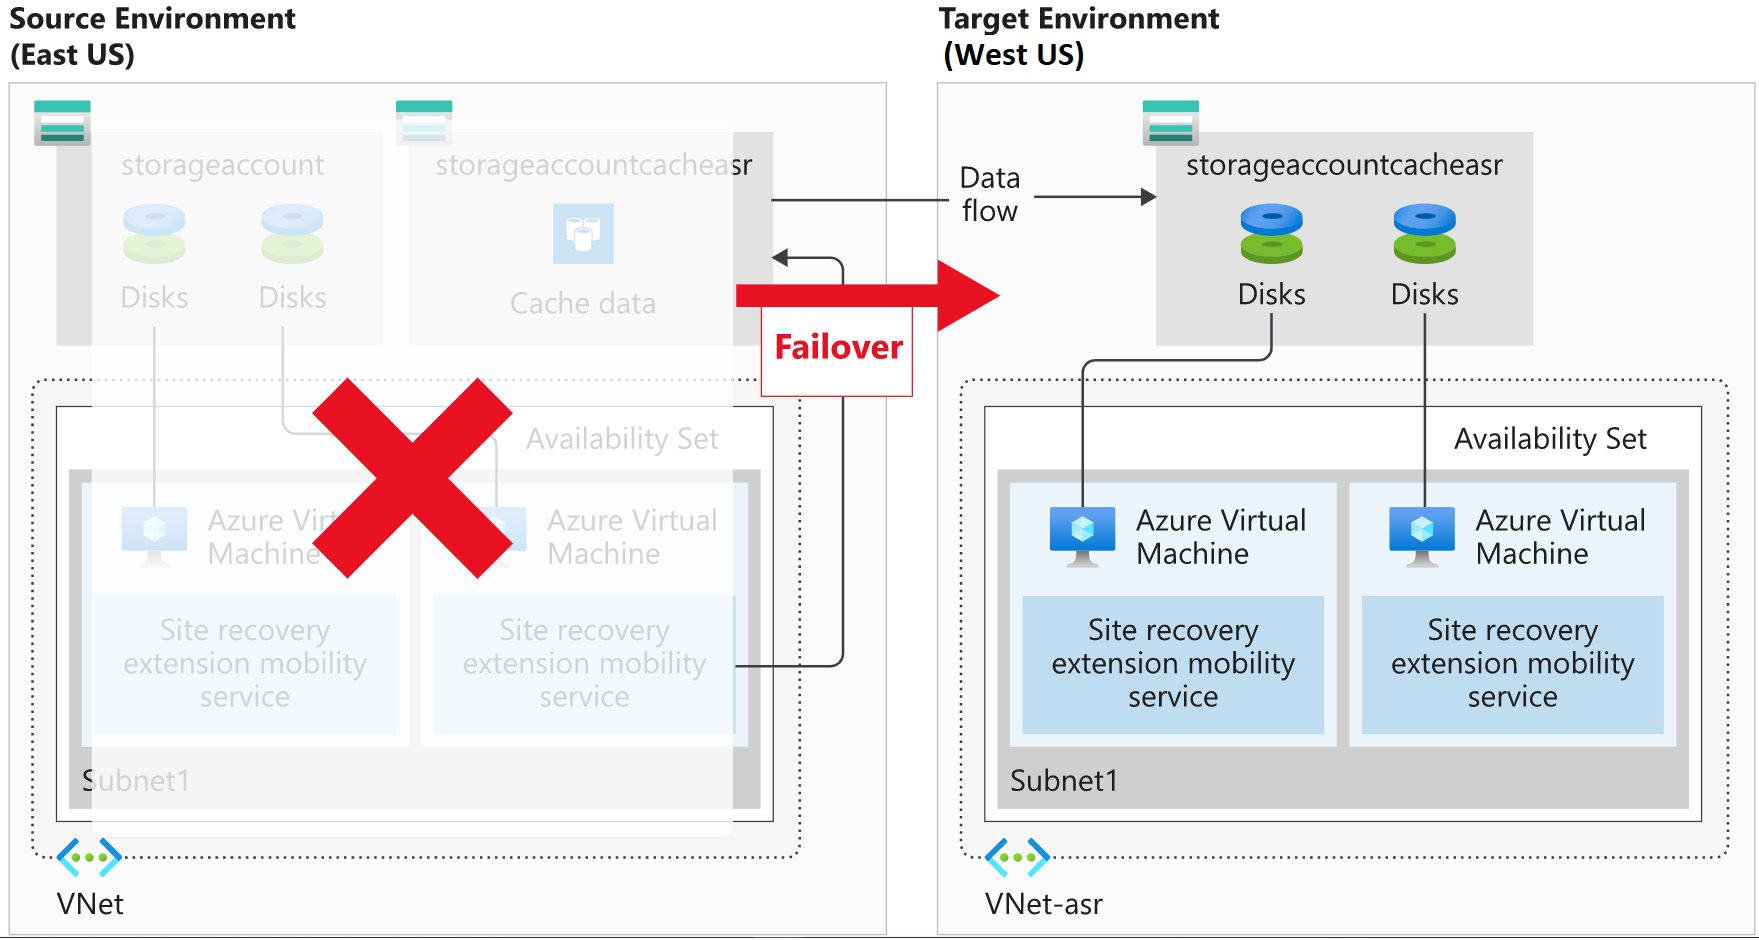 Source Environment
(East US)
storageaccount
Disks
Disks
storageaccountcacheasr
Cache data
Availability Set
Azure Virtual
Machine
Site recovery
extension mobility
service
Azure Virtual
Machine
Site recovery
extension mobility
service
Subnet1
VNet
Data
flow
Failover
Target Environment
(West US)
storageaccountcacheasr
Disks
Disks
Availability Set
Azure Virtual
Machine
Site recovery
extension mobility
service
Azure Virtual
Machine
Site recovery
extension mobility
service
Subnet1
VNet-asr